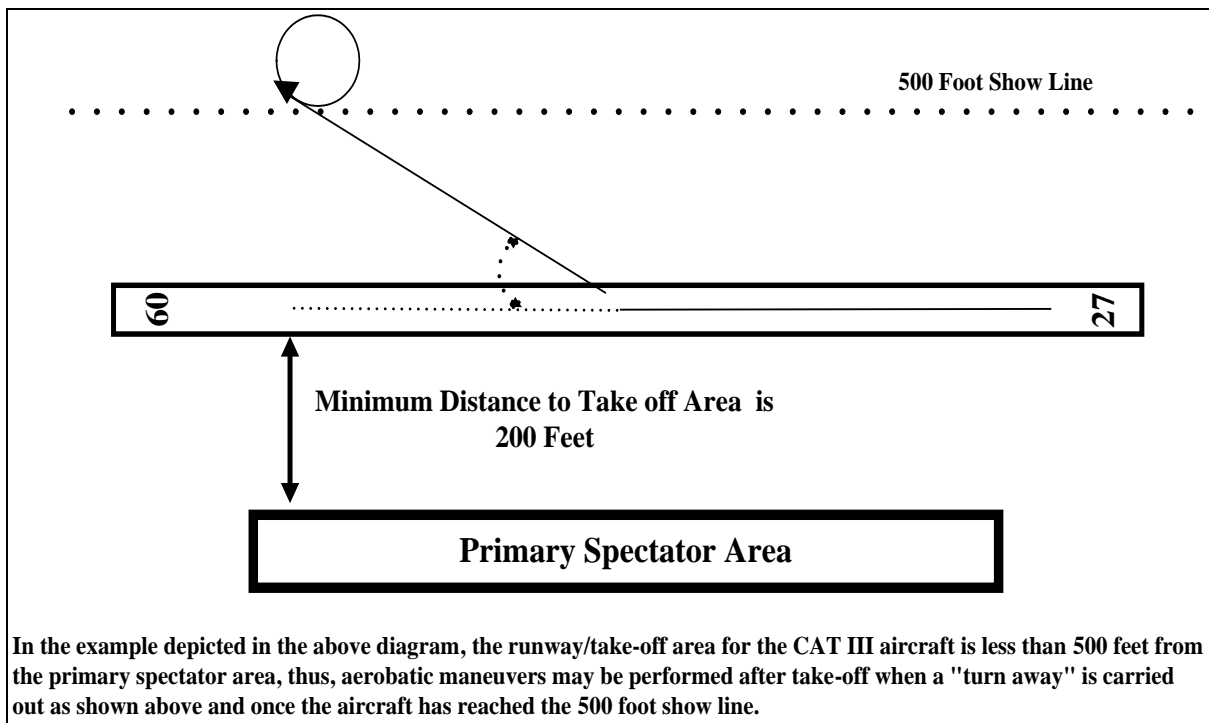 500 Foot Show Line
09
27
Minimum Distance to Take off Area is
200 Feet
Primary Spectator Area
In the example depicted in the above diagram, the runway/take-off area for the CAT III aircraft is less than 500 feet from
the primary spectator area, thus, aerobatic maneuvers may be performed after take-off when a "turn away" is carried
out as shown above and once the aircraft has reached the 500 foot show line.